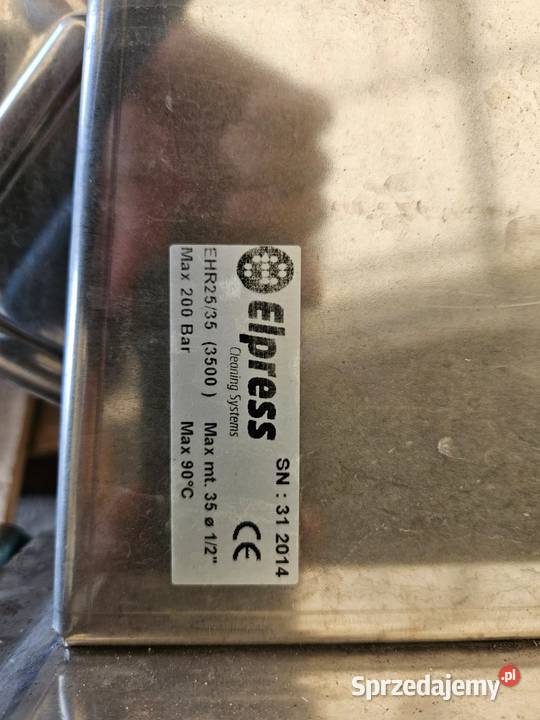 Elpress
Cleaning Systems
SN : 31 2014
EHR25/35 (3500 ) Max mt. 35 ø 1/2"
Max 200 Bar Max 90°C
CE
Sprzedajemy.pl